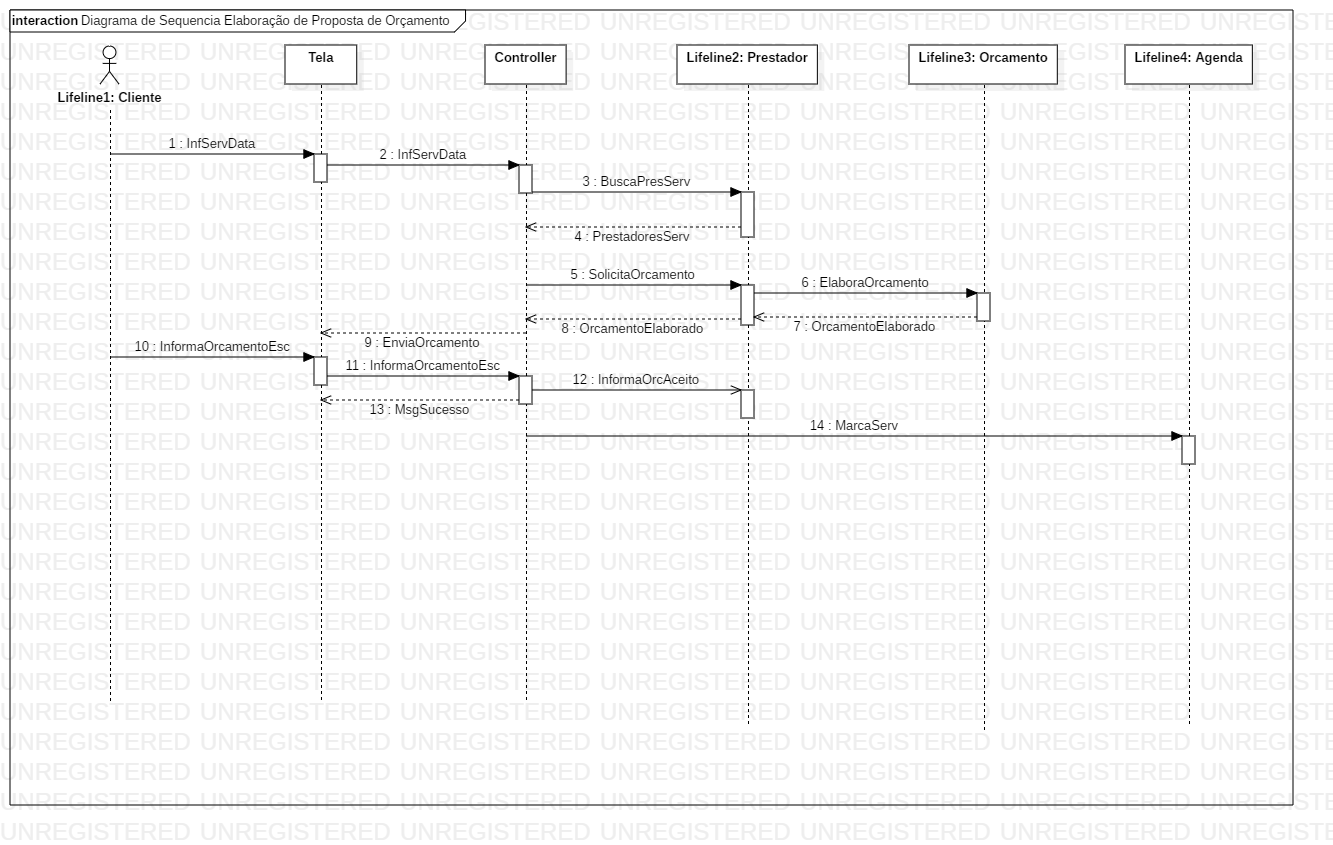 interaction Diagrama de Sequencia Elaboração de Proposta de Orçamento
Tela
Controller
Lifeline2: Prestador
Lifeline3: Orcamento
Lifeline4: Agenda
Lifeline1: Cliente
1 : InfServData
2 : InfServData
3 : BuscaPresServ
4 : PrestadoresServ
5 : SolicitaOrcamento
6 : ElaboraOrcamento
7 : OrcamentoElaborado
8 : OrcamentoElaborado
9 : EnviaOrcamento
10 : InformaOrcamentoEsc
11 : InformaOrcamentoEsc
12 : InformaOrcAceito
13 : MsgSucesso
14 : MarcaServ
UNREGISTERED UNREGISTERED UNREGISTERED UNREGISTERED UNREGISTERED UNREGISTERED